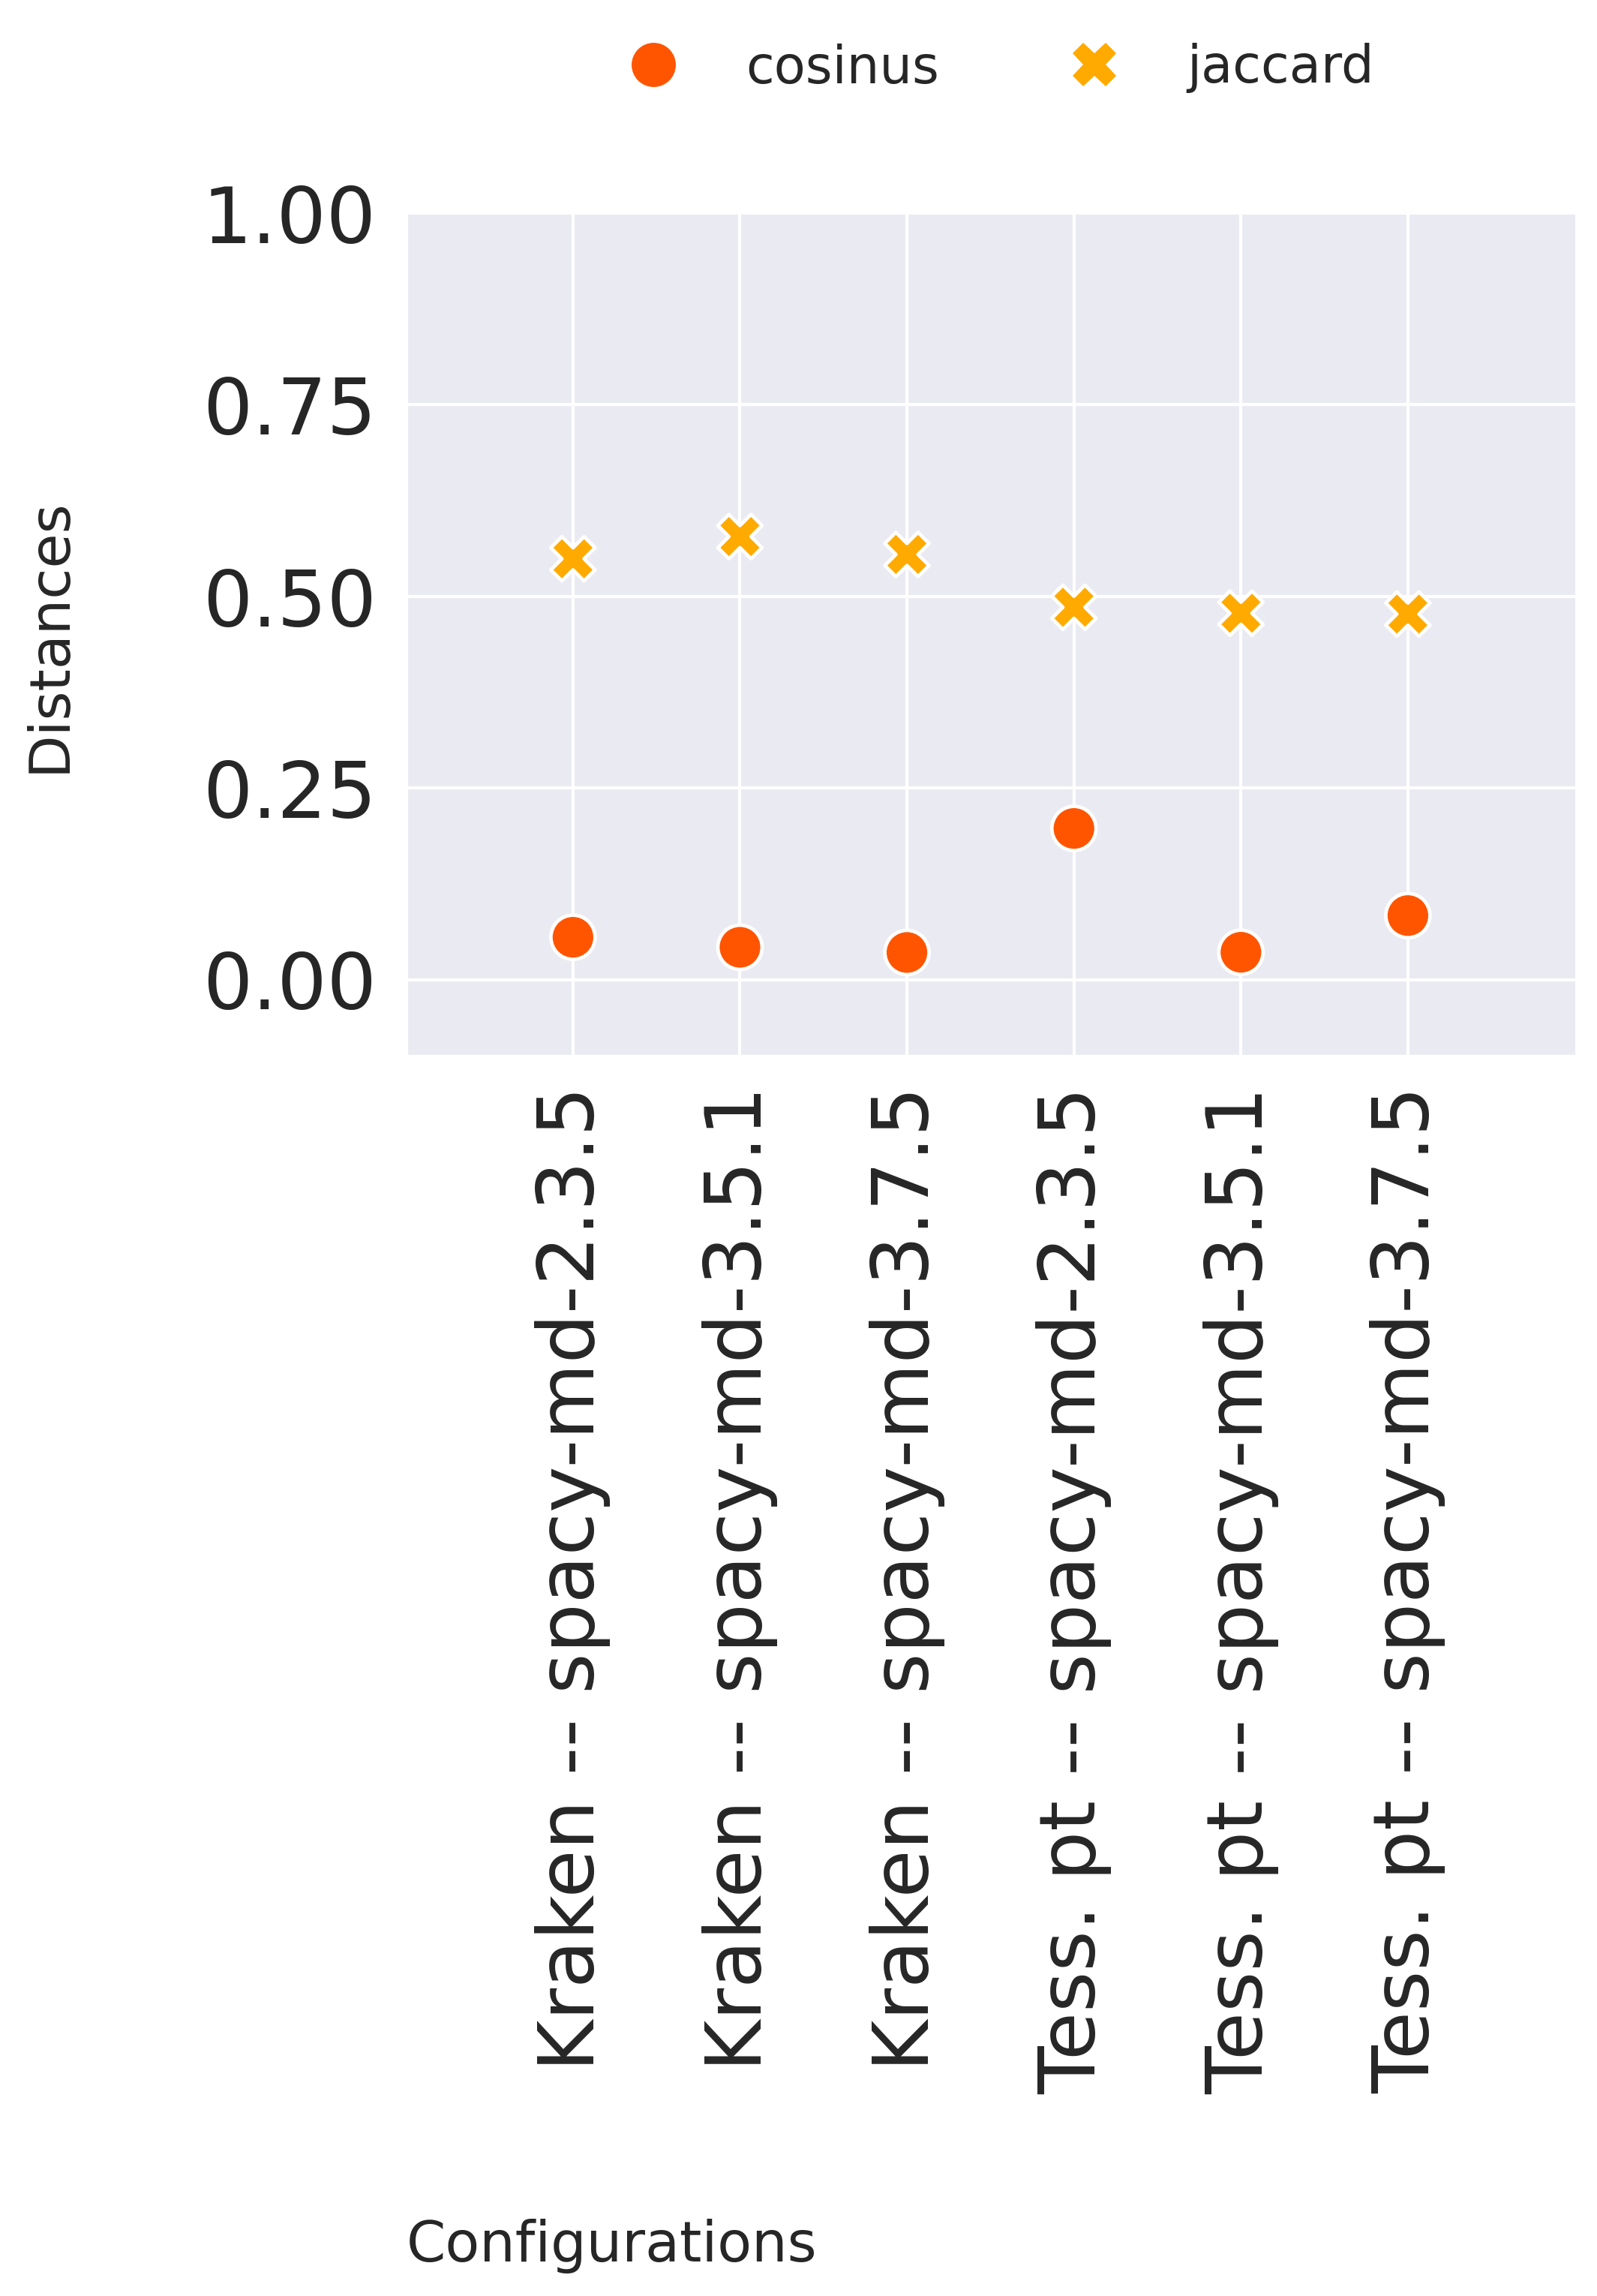 cosinus jaccard
1.00
0.75
0.50
0.25
0.00
Distances
Kraken -- spacy-md-2.3.5
Kraken -- spacy-md-3.5.1
Kraken -- spacy-md-3.7.5
Tess. pt -- spacy-md-2.3.5
Tess. pt -- spacy-md-3.5.1
Tess. pt -- spacy-md-3.7.5
Configurations